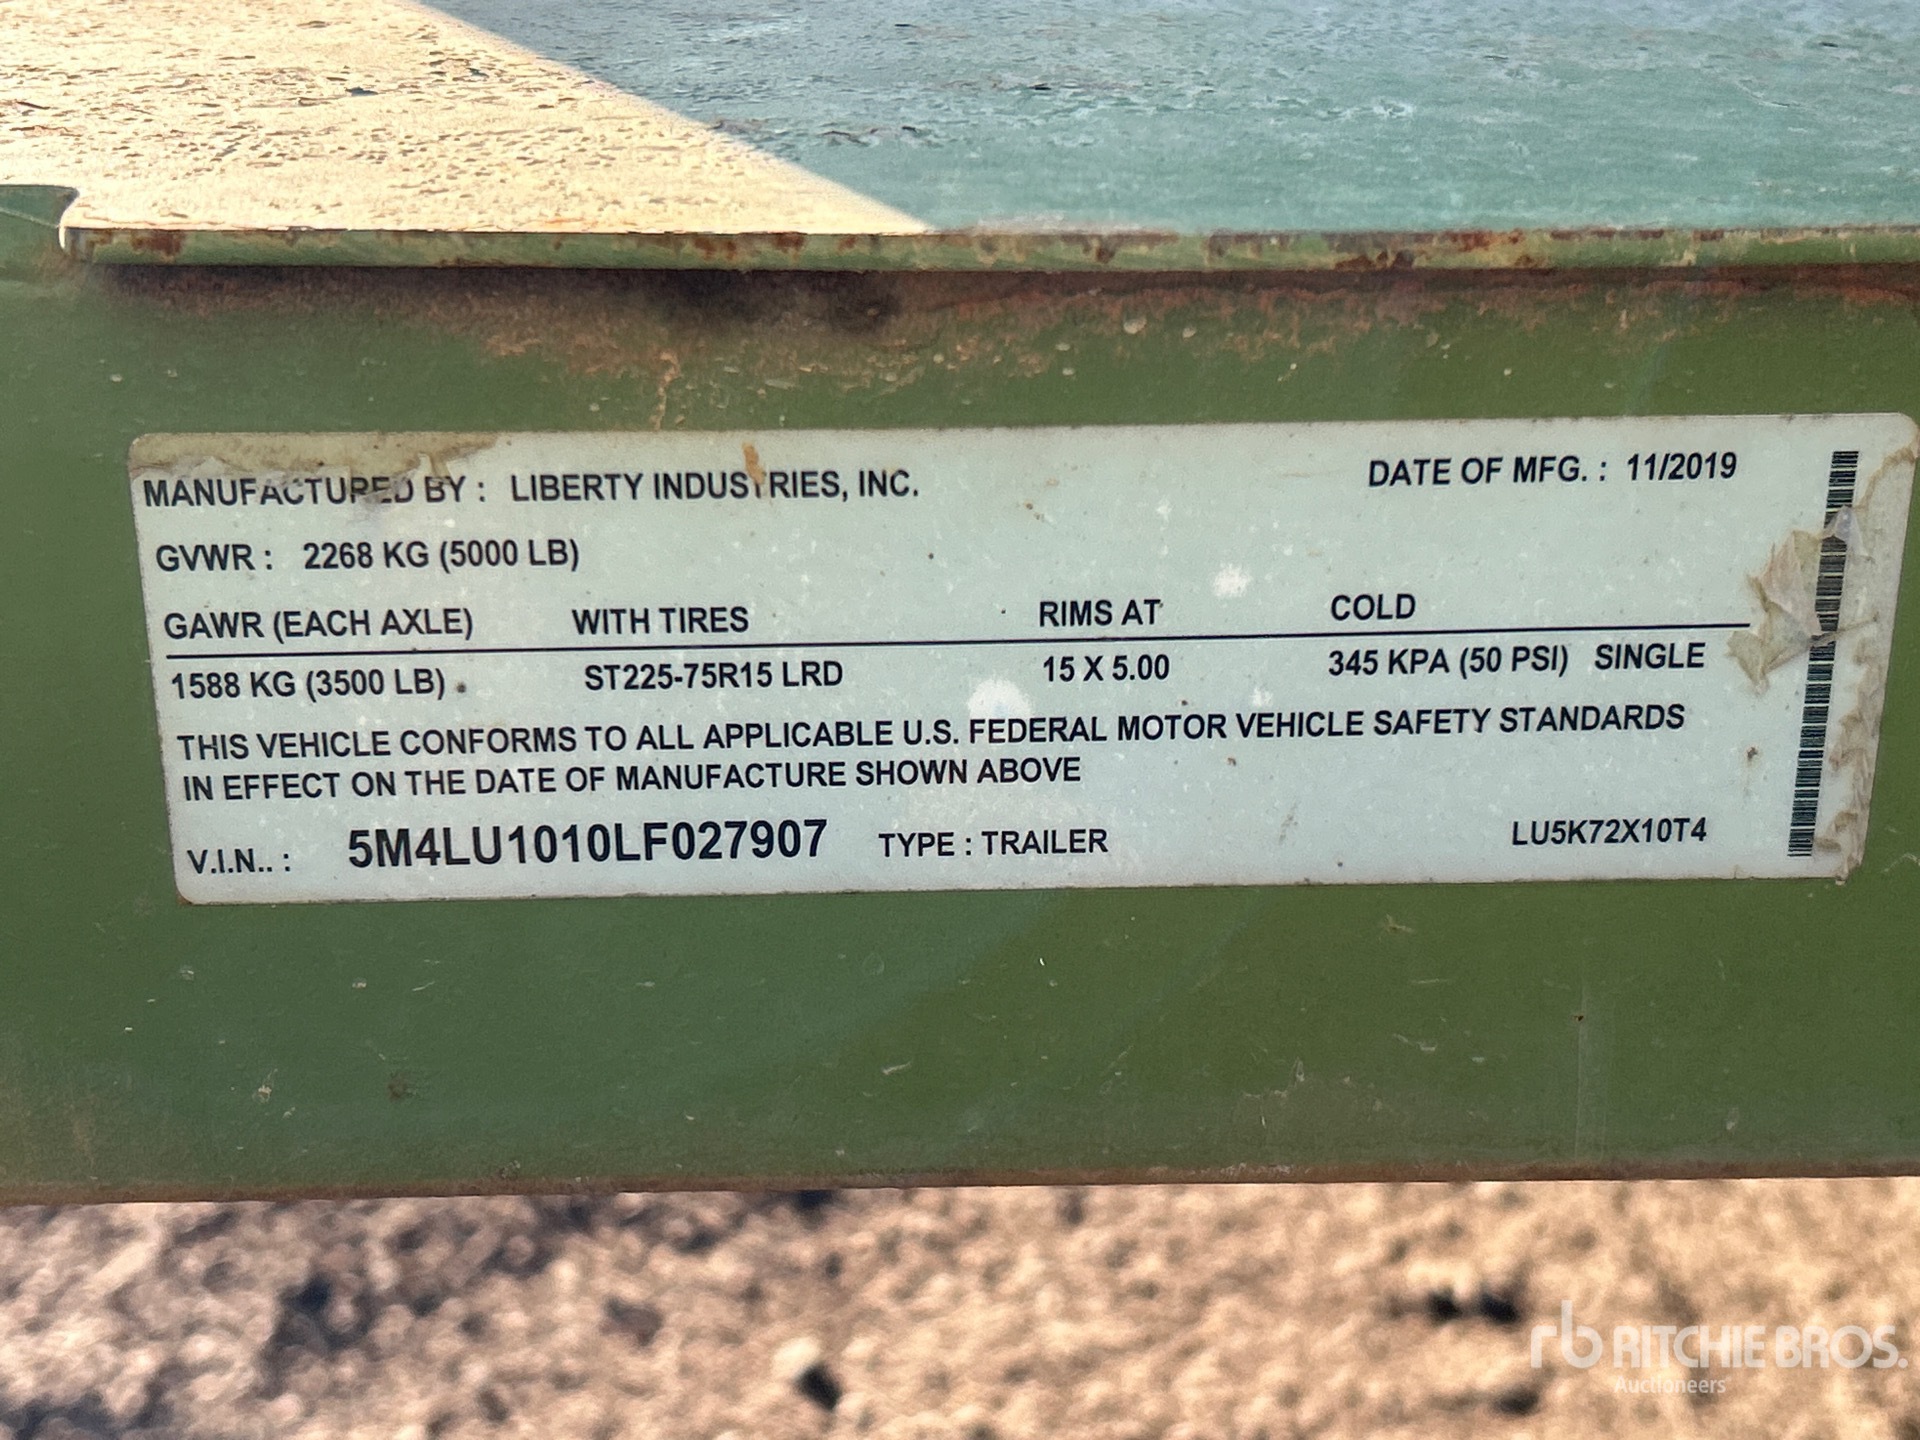 MANUFACTURED BY : LIBERTY INDUSTRIES, INC. DATE OF MFG. : 11/2019
GVWR : 2268 KG (5000 LB)
GAWR (EACH AXLE) WITH TIRES RIMS AT COLD
1588 KG (3500 LB) ST225-75R15 LRD 15 X 5.00 345 KPA (50 PSI) SINGLE
THIS VEHICLE CONFORMS TO ALL APPLICABLE U.S. FEDERAL MOTOR VEHICLE SAFETY STANDARDS
IN EFFECT ON THE DATE OF MANUFACTURE SHOWN ABOVE
V.I.N.. : 5M4LU1010LF027907 TYPE : TRAILER LU5K72X10T4
rb RITCHIE BROS.
Auctioneers